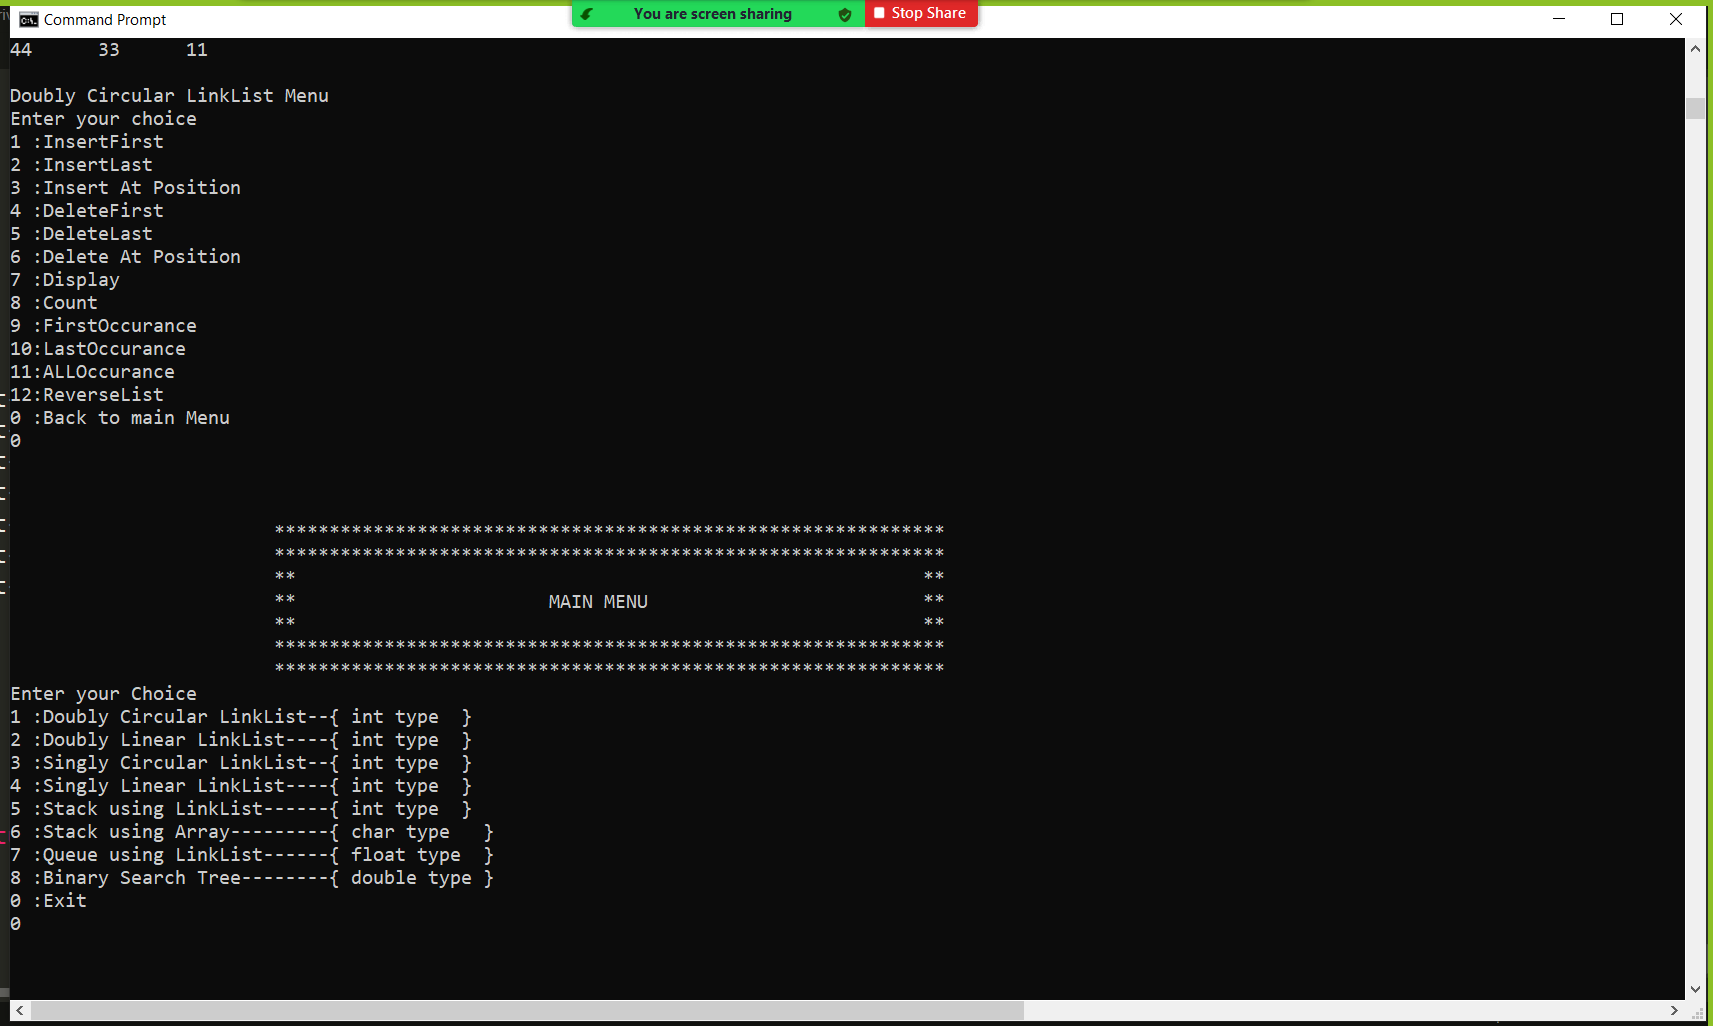 You are screen sharing
Stop Share
Command Prompt
44 33 11
Doubly Circular LinkList Menu
Enter your choice
1 :InsertFirst
2 :InsertLast
3 :Insert At Position
4 :DeleteFirst
5 :DeleteLast
6 :Delete At Position
7 :Display
8 :Count
9 :FirstOccurance
10:LastOccurance
11:ALLOccurance
12:ReverseList
0 :Back to main Menu
0
*************************************************************
*************************************************************
** **
** MAIN MENU **
** **
*************************************************************
*************************************************************
Enter your Choice
1 :Doubly Circular LinkList--{ int type  }
2 :Doubly Linear LinkList----{ int type  }
3 :Singly Circular LinkList--{ int type  }
4 :Singly Linear LinkList----{ int type  }
5 :Stack using LinkList------{ int type  }
6 :Stack using Array---------{ char type   }
7 :Queue using LinkList------{ float type  }
8 :Binary Search Tree--------{ double type }
0 :Exit
0